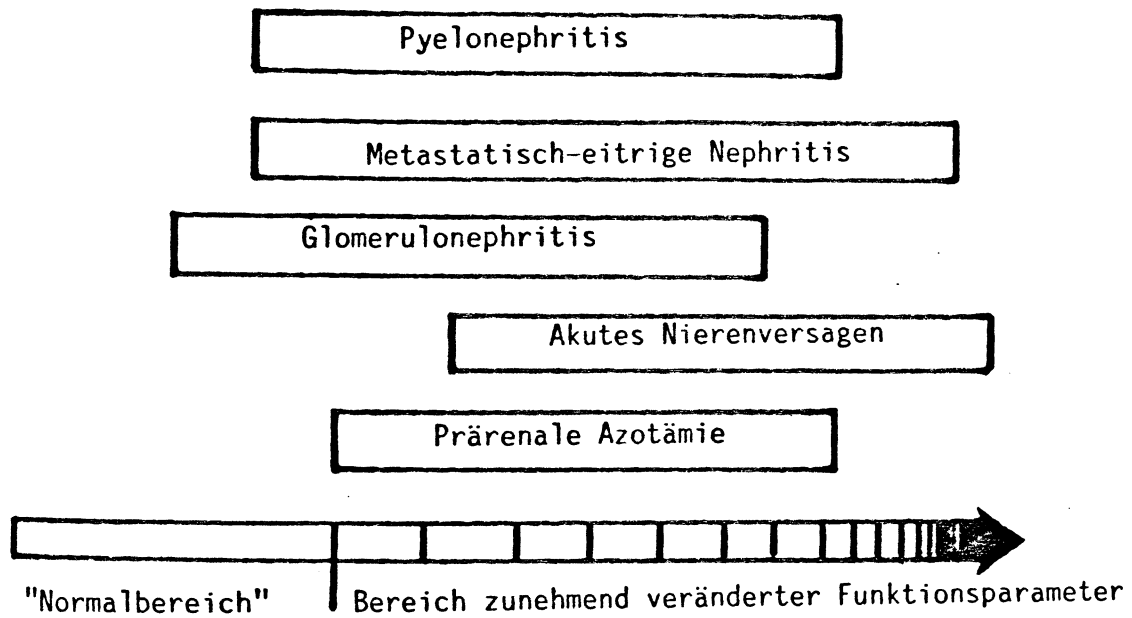 Pyelonephritis
Metastatisch-eitrige Nephritis
Glomerulonephritis
Akutes Nierenversagen
Prärenale Azotämie
"Normalbereich" Bereich zunehmend veränderter Funktionsparameter